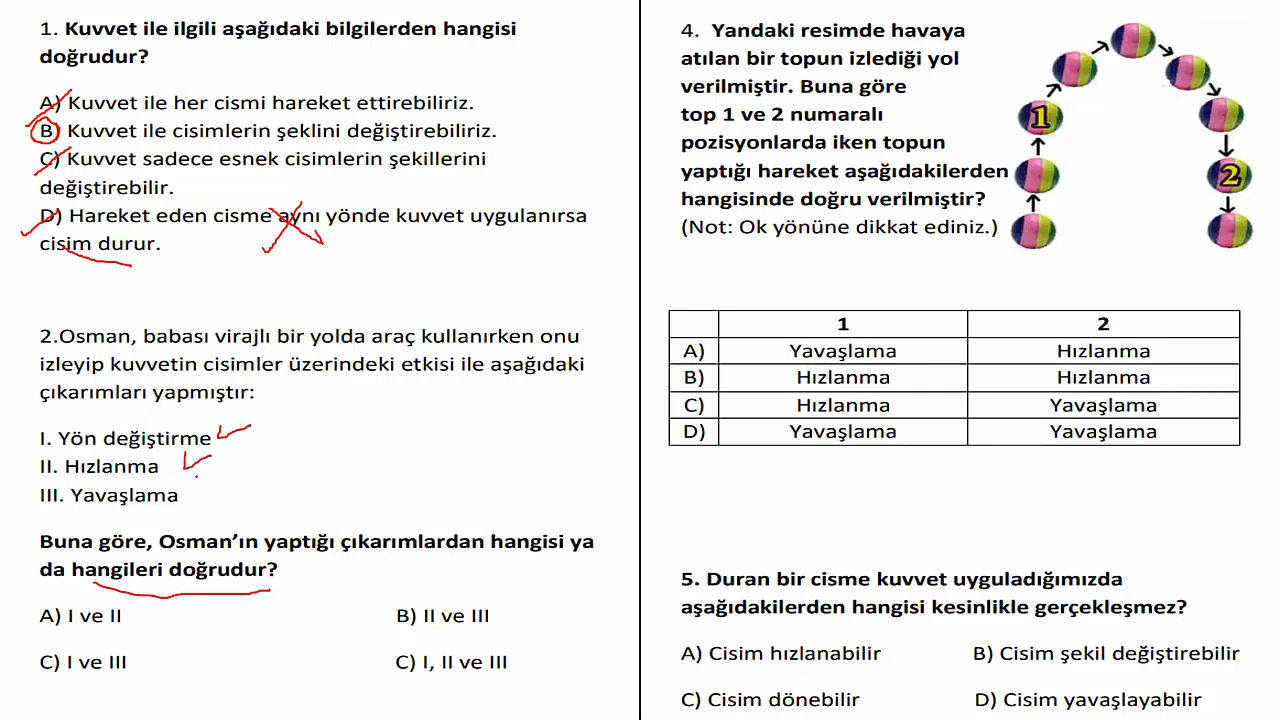 1. Kuvvet ile ilgili aşağıdaki bilgilerden hangisi
doğrudur?
A) Kuvvet ile her cismi hareket ettirebiliriz.
B) Kuvvet ile cisimlerin şeklini değiştirebiliriz.
C) Kuvvet sadece esnek cisimlerin şekillerini
değiştirebilir.
D) Hareket eden cisme aynı yönde kuvvet uygulanırsa
cisim durur.
2.Osman, babası virajlı bir yolda araç kullanırken onu
izleyip kuvvetin cisimler üzerindeki etkisi ile aşağıdaki
çıkarımları yapmıştır:
I. Yön değiştirme
II. Hızlanma
III. Yavaşlama
Buna göre, Osman’ın yaptığı çıkarımlardan hangisi ya
da hangileri doğrudur?
A) I ve II B) II ve III
C) I ve III C) I, II ve III
4. Yandaki resimde havaya
atılan bir topun izlediği yol
verilmiştir. Buna göre
top 1 ve 2 numaralı
pozisyonlarda iken topun
yaptığı hareket aşağıdakilerden
hangisinde doğru verilmiştir?
(Not: Ok yönüne dikkat ediniz.)
1
2
1 2
A) Yavaşlama Hızlanma
B) Hızlanma Hızlanma
C) Hızlanma Yavaşlama
D) Yavaşlama Yavaşlama
5. Duran bir cisme kuvvet uyguladığımızda
aşağıdakilerden hangisi kesinlikle gerçekleşmez?
A) Cisim hızlanabilir B) Cisim şekil değiştirebilir
C) Cisim dönebilir D) Cisim yavaşlayabilir